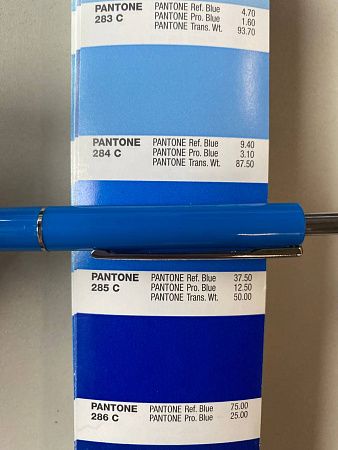 PANTONE PANTONE Ref. Blue 4.70
283 C PANTONE Pro. Blue 1.60
PANTONE Trans. Wt. 93.70
PANTONE PANTONE Ref. Blue 9.40
284 C PANTONE Pro. Blue 3.10
PANTONE Trans. Wt. 87.50
PANTONE PANTONE Ref. Blue 37.50
285 C PANTONE Pro. Blue 12.50
PANTONE Trans. Wt. 50.00
PANTONE PANTONE Ref. Blue 75.00
286 C PANTONE Pro. Blue 25.00